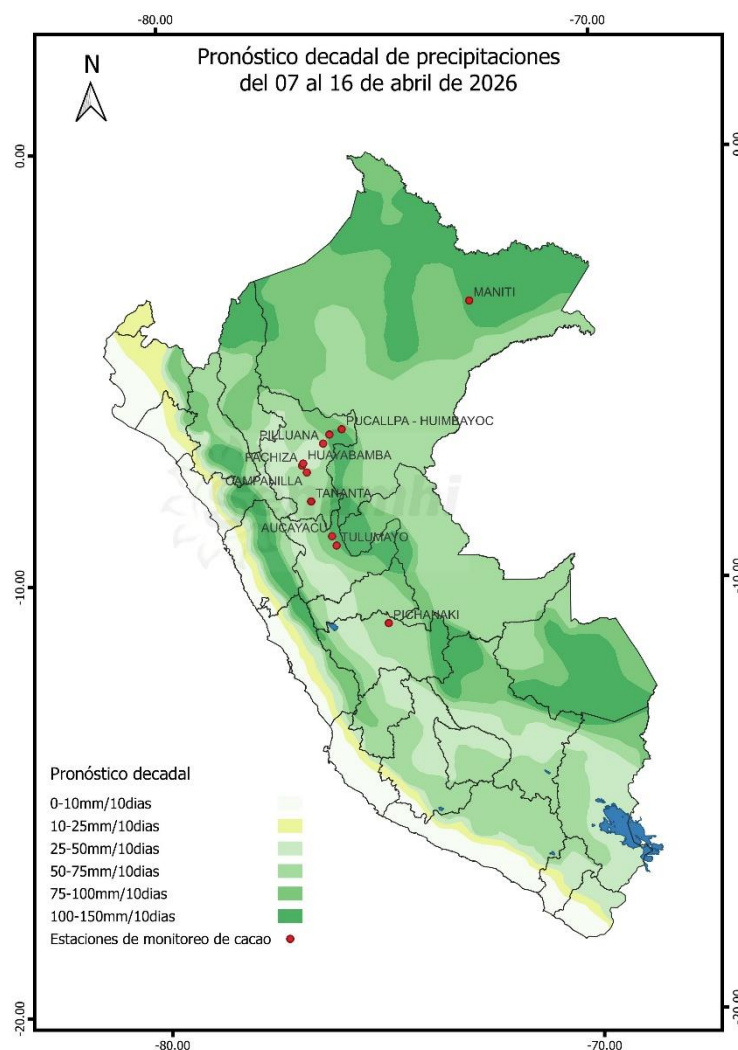 -80.00
-70.00
Pronóstico decadal de precipitaciones
del 07 al 16 de abril de 2026
N
0.00
0.00
MANITI
PUCALLPA - HUIMBAYOC
PILLUANA
PACHIZA
HUAYABAMBA
CAMPANILLA
TANANTA
AUCAYACU
TULUMAYO
-10.00
-10.00
PICHANAKI
Pronóstico decadal
0-10mm/10dias
10-25mm/10dias
25-50mm/10dias
50-75mm/10dias
75-100mm/10dias
100-150mm/10dias
Estaciones de monitoreo de cacao
-20.00
-20.00
-80.00
-70.00